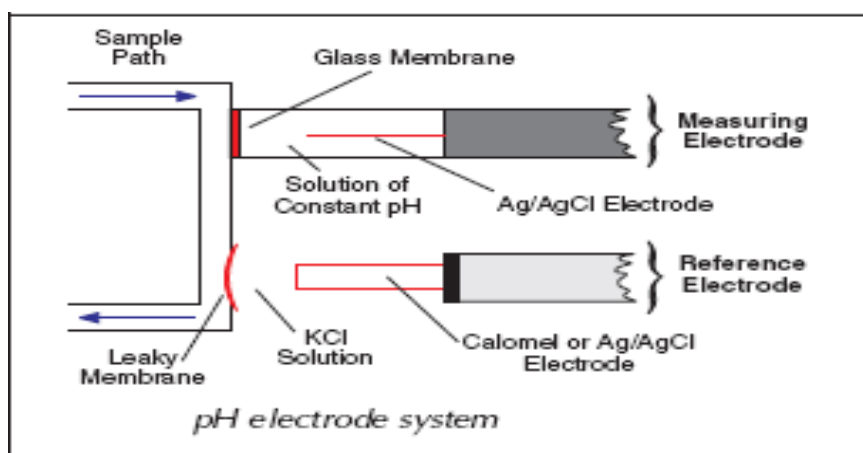 Sample
Path
Glass Membrane
Measuring
Electrode
Solution of
Constant pH
Ag/AgCl Electrode
Reference
Electrode
KCl
Solution
Leaky
Membrane
Calomel or Ag/AgCl
Electrode
pH electrode system